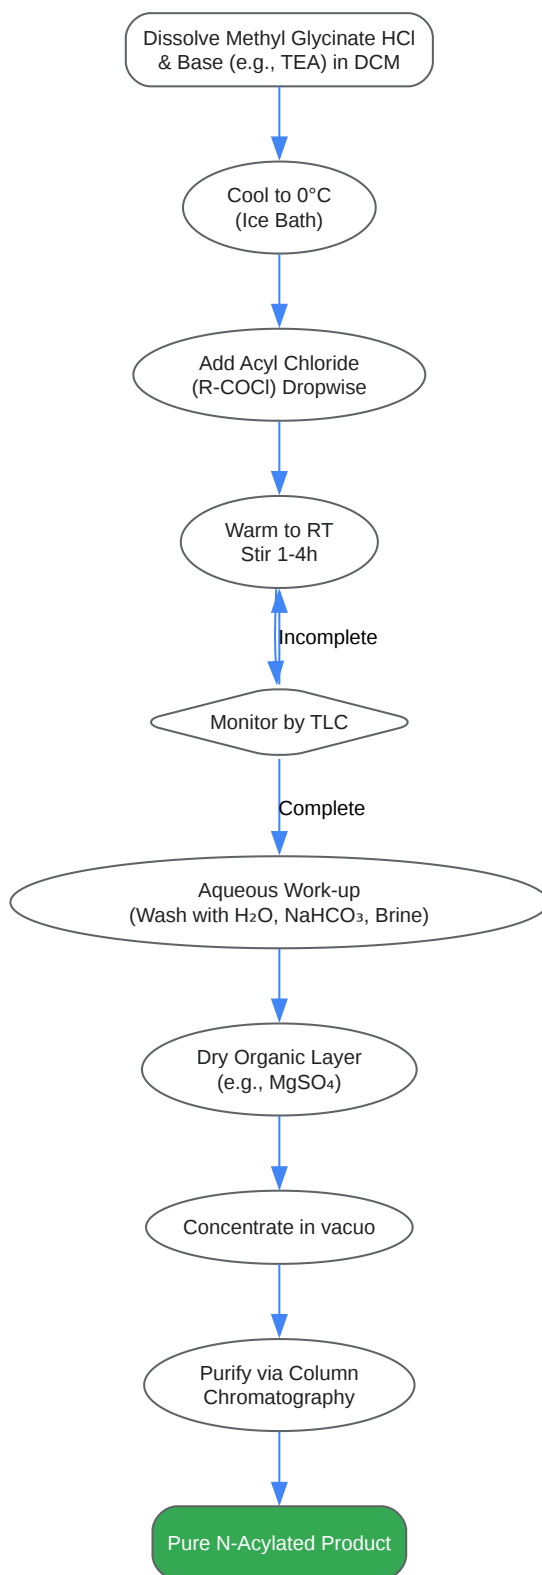 Dissolve Methyl Glycinate HCl
& Base (e.g., TEA) in DCM
Cool to 0°C
(Ice Bath)
Add Acyl Chloride
(R-COCl) Dropwise
Warm to RT
Stir 1-4h
Incomplete
Monitor by TLC
Complete
Aqueous Work-up
(Wash with H₂O, NaHCO₃, Brine)
Dry Organic Layer
(e.g., MgSO₄)
Concentrate in vacuo
Purify via Column
Chromatography
Pure N-Acylated Product